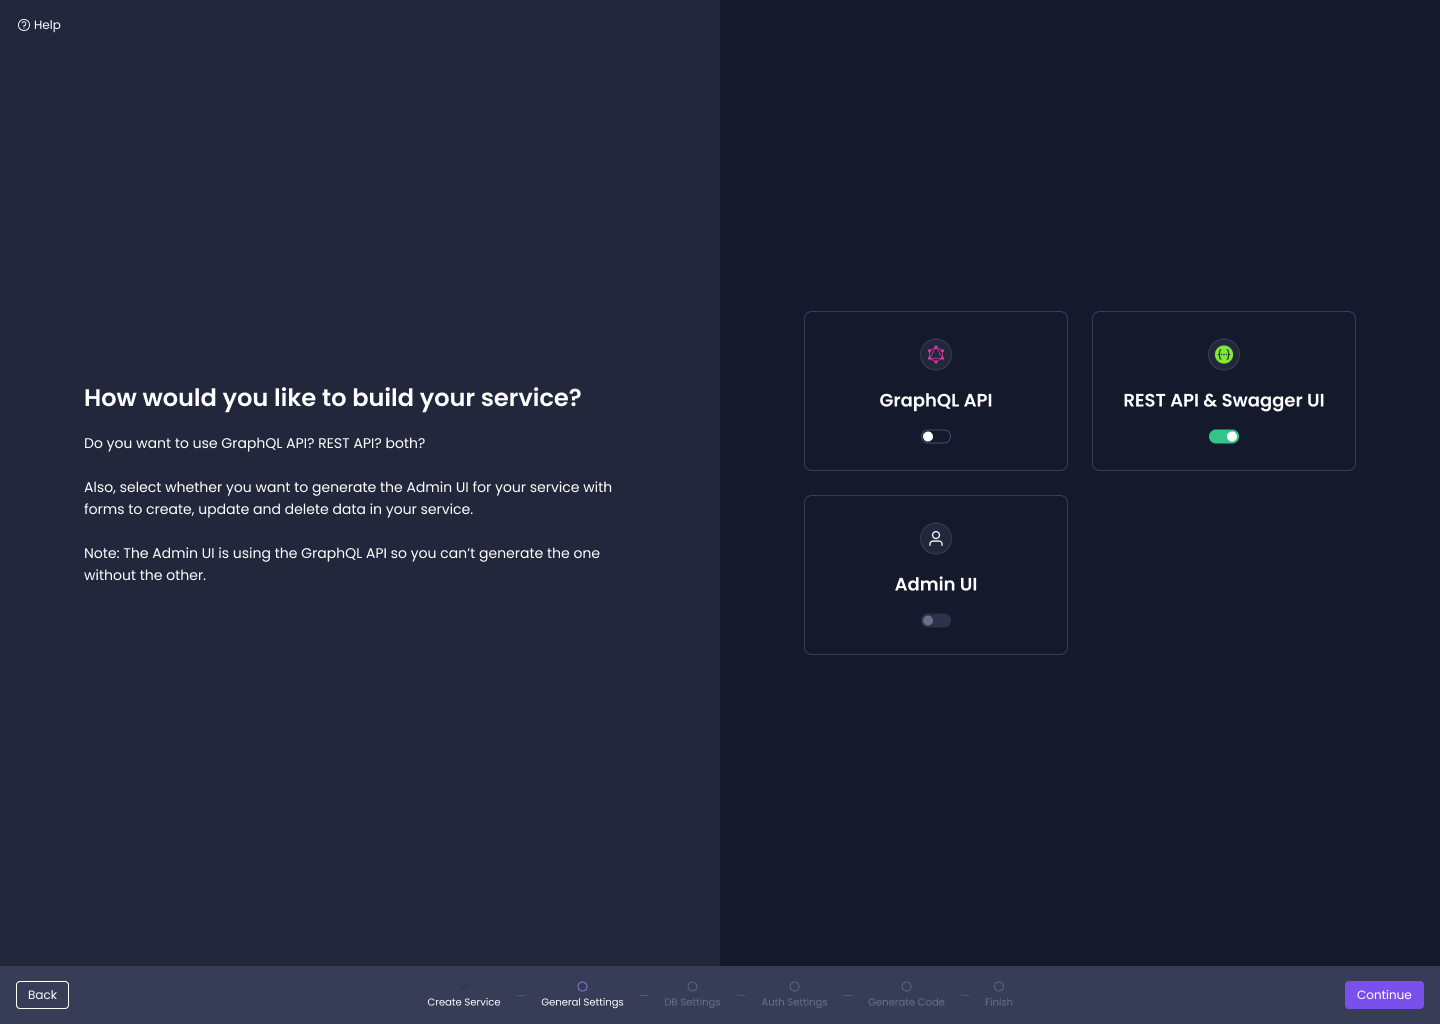 Help
How would you like to build your service?
Do you want to use GraphQL API? REST API? both?
Also, select whether you want to generate the Admin UI for your service with
forms to create, update and delete data in your service.
Note: The Admin UI is using the GraphQL API so you can’t generate the one
without the other.
GraphQL API
REST API & Swagger UI
Admin UI
Back
Create Service
General Settings
DB Settings
Auth Settings
Generate Code
Finish
Continue